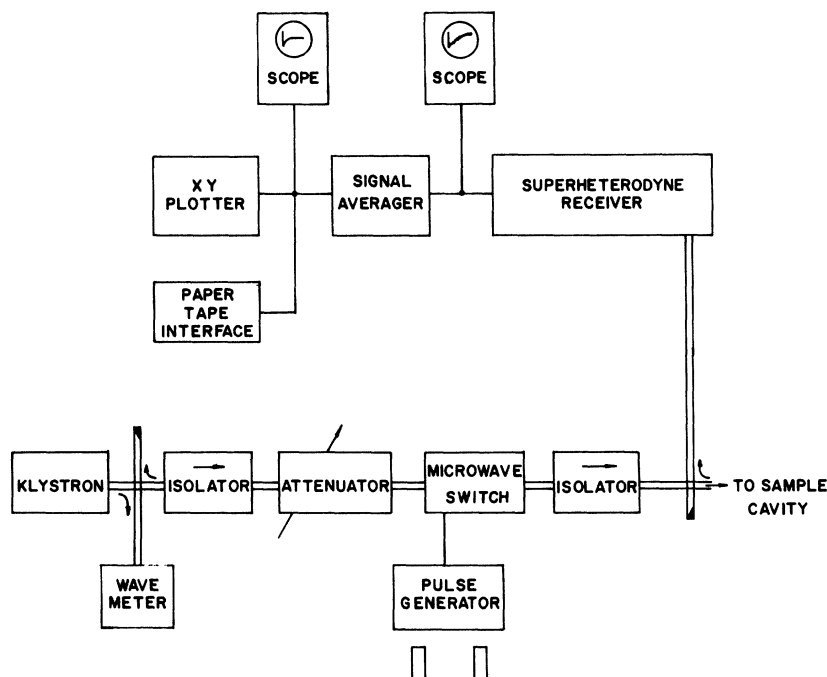 SCOPE
SCOPE
XY
PLOTTER
SIGNAL
AVERAGER
SUPERHETERODYNE
RECEIVER
PAPER
TAPE
INTERFACE
KLYSTRON
ISOLATOR
ATTENUATOR
MICROWAVE
SWITCH
ISOLATOR
TO SAMPLE
CAVITY
WAVE
METER
PULSE
GENERATOR